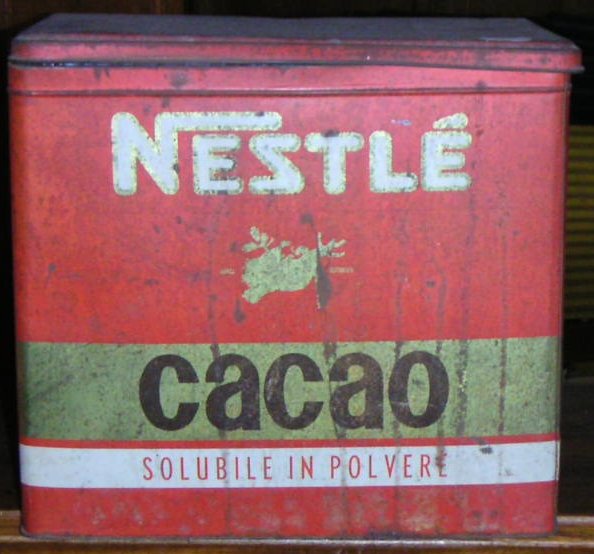 NESTLÉ
cacao
SOLUBILE IN POLVERE